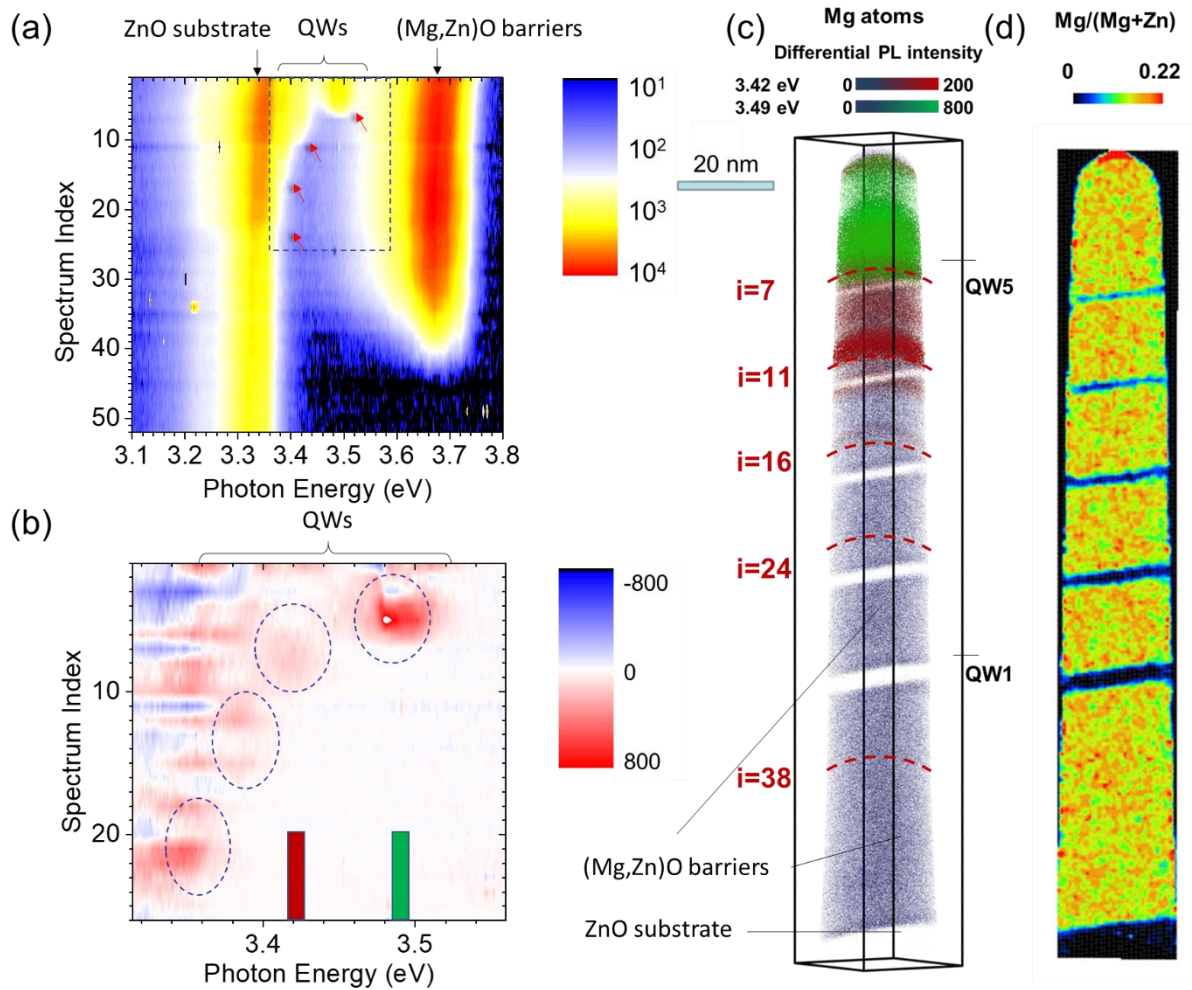 (a)
ZnO substrate
QWs
(Mg,Zn)O barriers
10
20
30
40
50
Spectrum Index
3.1 3.2 3.3 3.4 3.5 3.6 3.7 3.8
Photon Energy (eV)
10¹
10²
10³
10⁴
(b)
QWs
10
20
Spectrum Index
3.4 3.5
Photon Energy (eV)
-800
0
800
(c)
Mg atoms
Differential PL intensity
3.42 eV 0 200
3.49 eV 0 800
20 nm
i=7
QW5
i=11
i=16
i=24
QW1
i=38
(Mg,Zn)O barriers
ZnO substrate
(d)
Mg/(Mg+Zn)
0 0.22